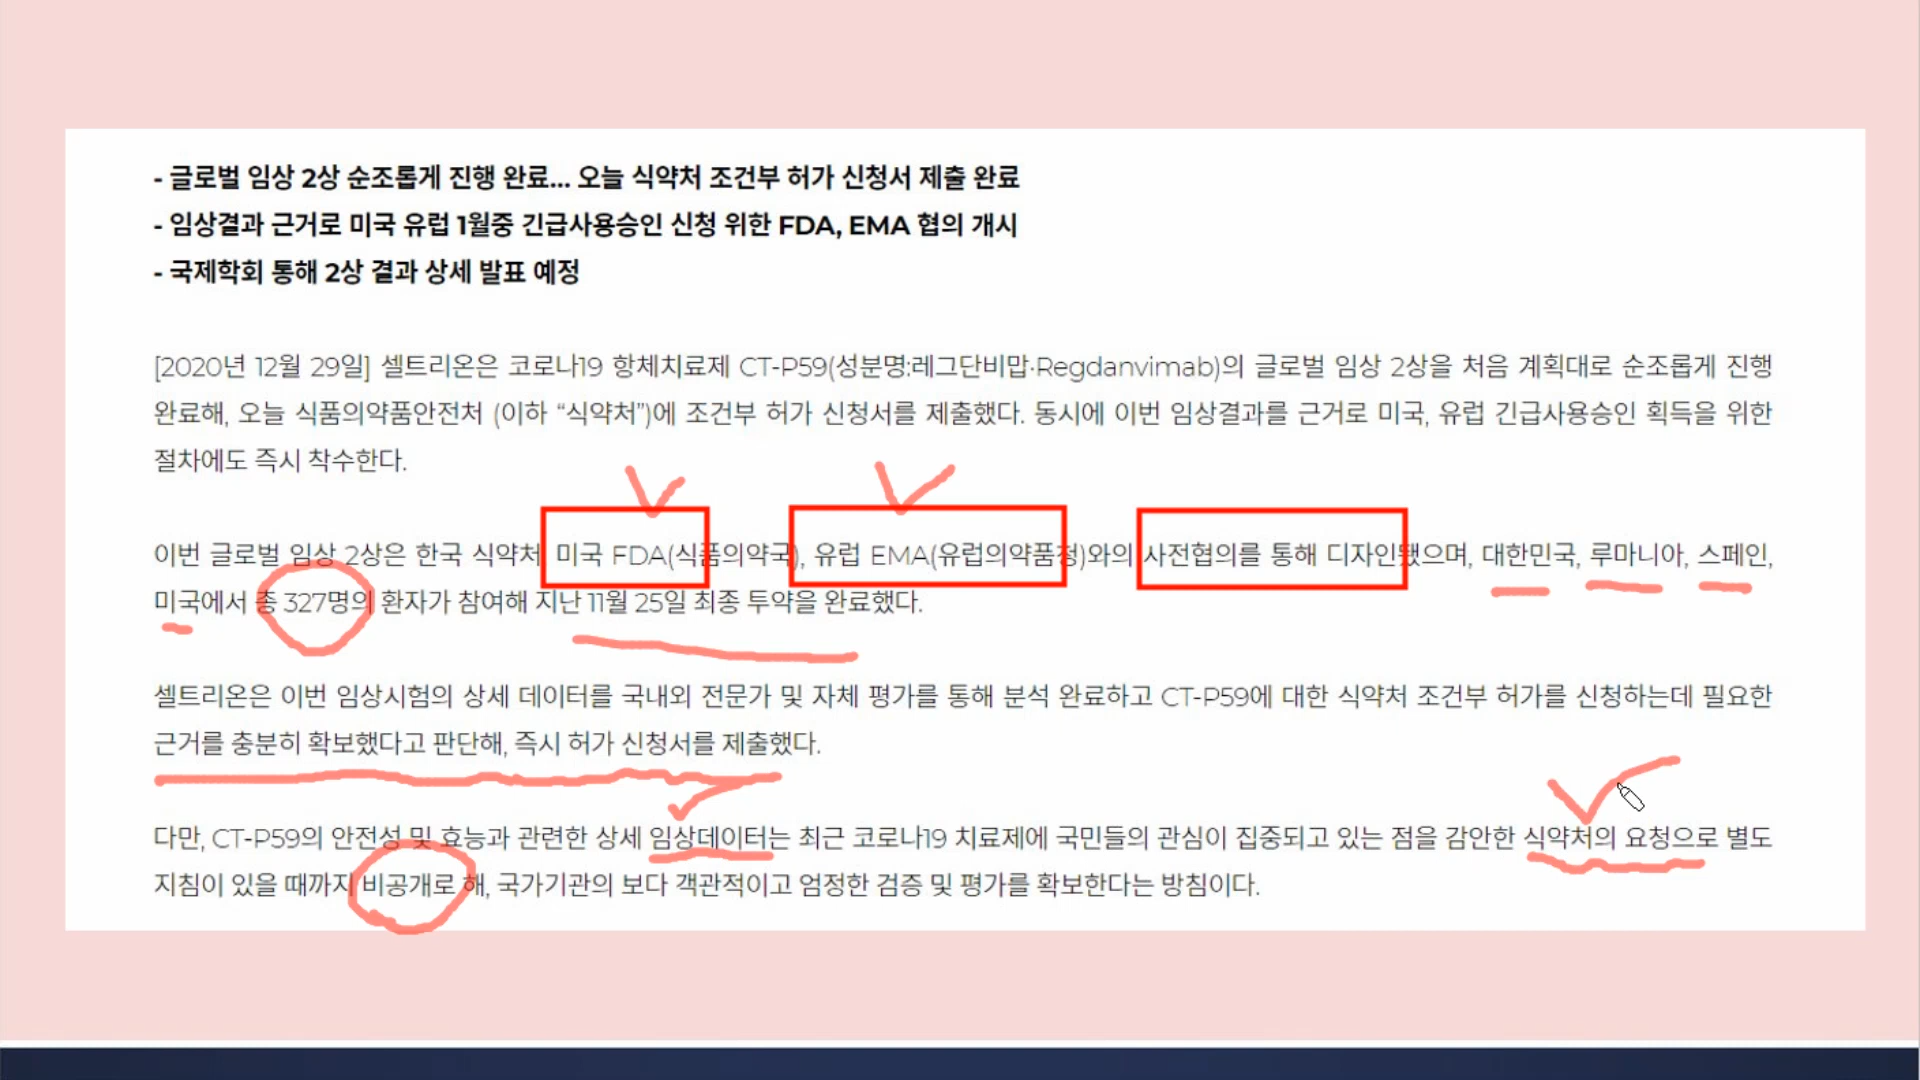 - 글로벌 임상 2상 순조롭게 진행 완료... 오늘 식약처 조건부 허가 신청서 제출 완료
- 임상결과 근거로 미국 유럽 1월중 긴급사용승인 신청 위한 FDA, EMA 협의 개시
- 국제학회 통해 2상 결과 상세 발표 예정
[2020년 12월 29일] 셀트리온은 코로나19 항체치료제 CT-P59(성분명:레그단비맙·Regdanvimab)의 글로벌 임상 2상을 처음 계획대로 순조롭게 진행
완료해, 오늘 식품의약품안전처 (이하 “식약처”)에 조건부 허가 신청서를 제출했다. 동시에 이번 임상결과를 근거로 미국, 유럽 긴급사용승인 획득을 위한
절차에도 즉시 착수한다.
이번 글로벌 임상 2상은 한국 식약처, 미국 FDA(식품의약국), 유럽 EMA(유럽의약품청)와의 사전협의를 통해 디자인됐으며, 대한민국, 루마니아, 스페인,
미국에서 총 327명의 환자가 참여해 지난 11월 25일 최종 투약을 완료했다.
셀트리온은 이번 임상시험의 상세 데이터를 국내외 전문가 및 자체 평가를 통해 분석 완료하고 CT-P59에 대한 식약처 조건부 허가를 신청하는데 필요한
근거를 충분히 확보했다고 판단해, 즉시 허가 신청서를 제출했다.
다만, CT-P59의 안전성 및 효능과 관련한 상세 임상데이터는 최근 코로나19 치료제에 국민들의 관심이 집중되고 있는 점을 감안한 식약처의 요청으로 별도
지침이 있을 때까지 비공개로 해, 국가기관의 보다 객관적이고 엄정한 검증 및 평가를 확보한다는 방침이다.